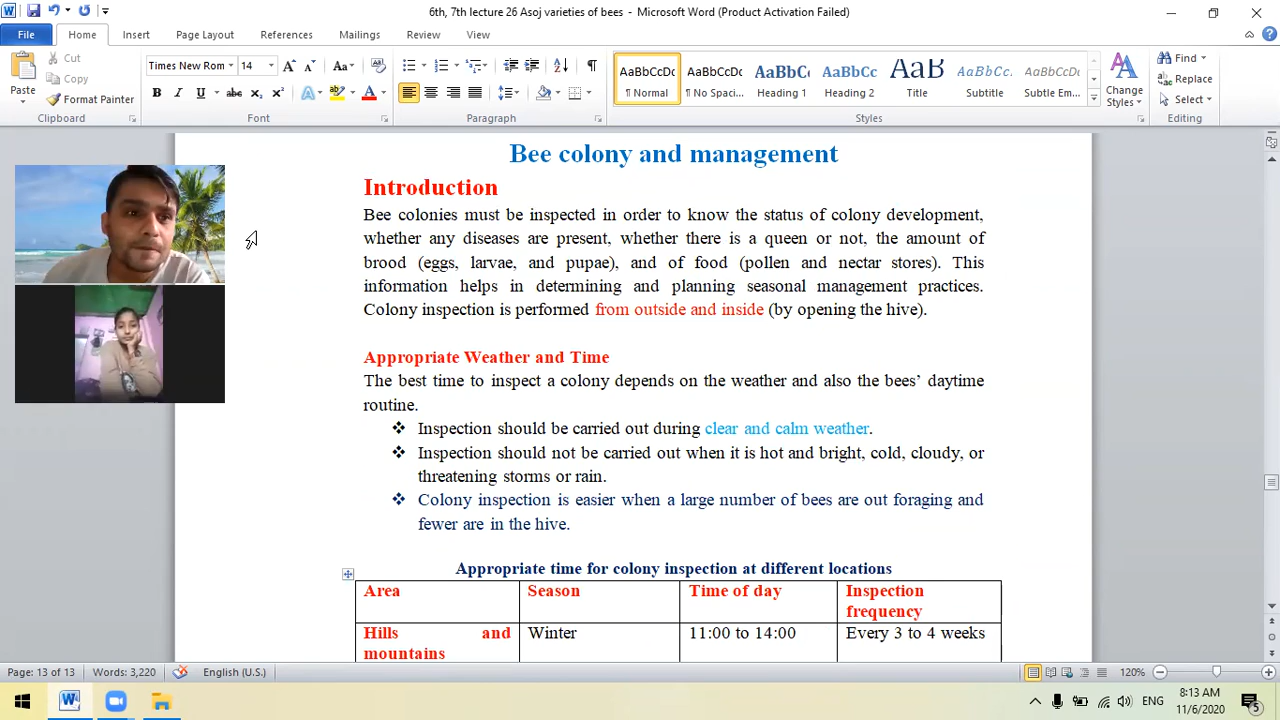 6th, 7th lecture 26 Asoj varieties of bees - Microsoft Word (Product Activation Failed)
File Home Insert Page Layout References Mailings Review View
Paste
Cut
Copy
Format Painter
Clipboard
Times New Rom 14
Font
Paragraph
AaBbCcDc AaBbCcDc AaBbCc AaBbCc AaB AaBbCcL AaBbCcDc
¶ Normal ¶ No Spaci... Heading 1 Heading 2 Title Subtitle Subtle Em...
Styles
Change Styles
Find
Replace
Select
Editing
Bee colony and management
Introduction
Bee colonies must be inspected in order to know the status of colony development,
whether any diseases are present, whether there is a queen or not, the amount of
brood (eggs, larvae, and pupae), and of food (pollen and nectar stores). This
information helps in determining and planning seasonal management practices.
Colony inspection is performed from outside and inside (by opening the hive).
Appropriate Weather and Time
The best time to inspect a colony depends on the weather and also the bees’ daytime
routine.
❖ Inspection should be carried out during clear and calm weather.
❖ Inspection should not be carried out when it is hot and bright, cold, cloudy, or
threatening storms or rain.
❖ Colony inspection is easier when a large number of bees are out foraging and
fewer are in the hive.
Appropriate time for colony inspection at different locations
Area Season Time of day Inspection frequency
Hills and mountains Winter 11:00 to 14:00 Every 3 to 4 weeks
Page: 13 of 13 Words: 3,220 English (U.S.) 120%
ENG 8:13 AM
11/6/2020 5